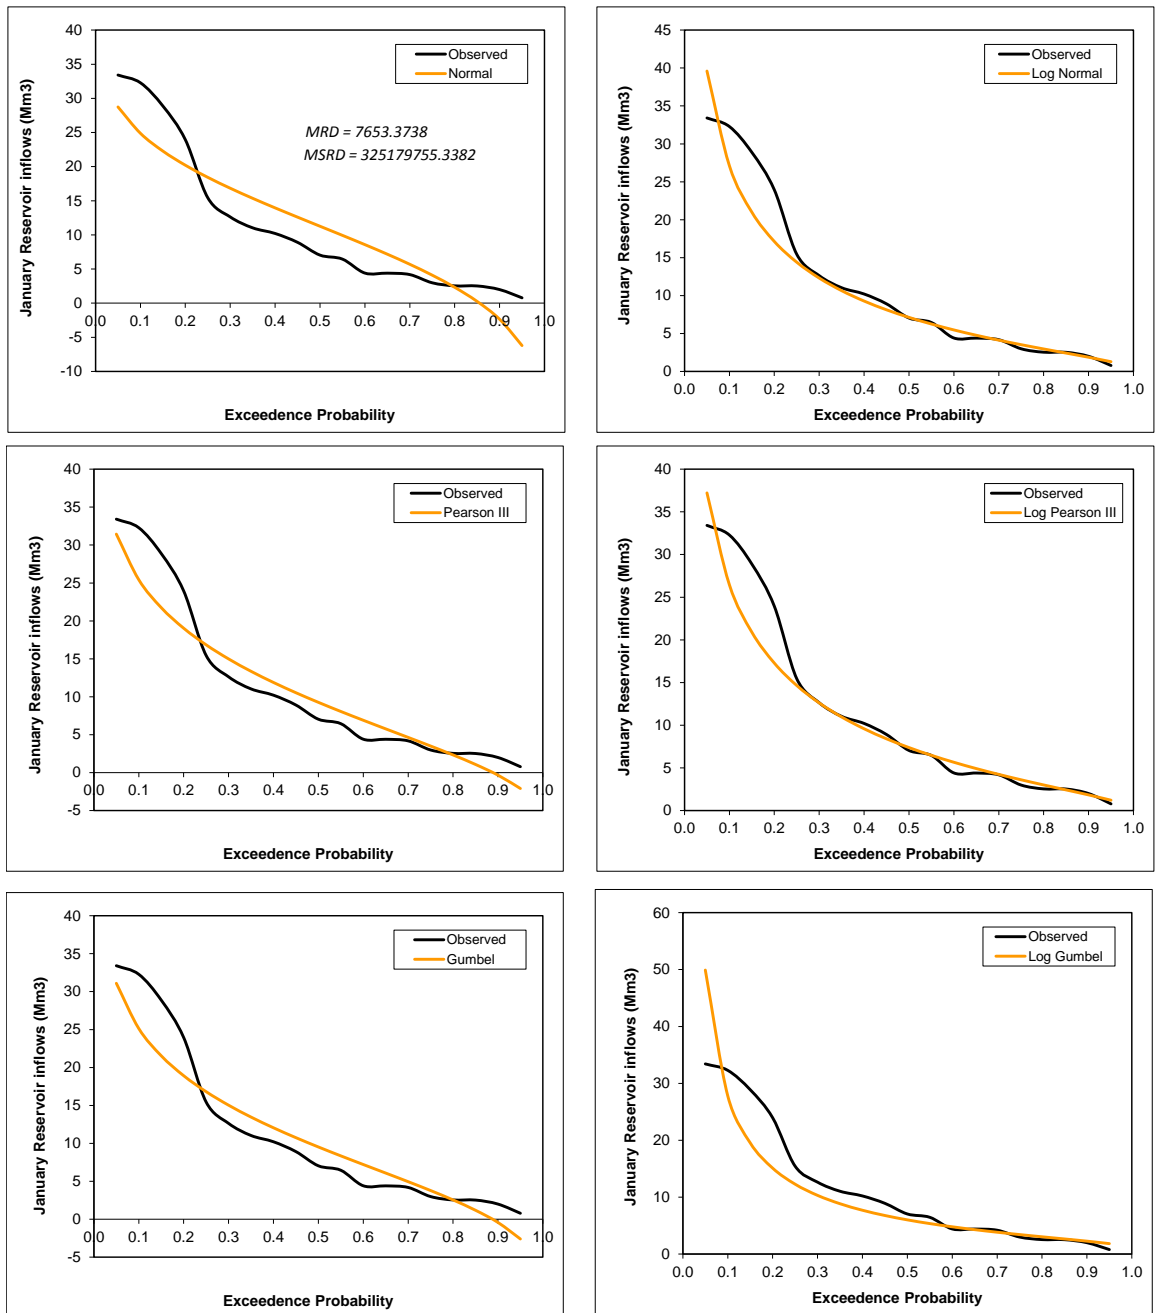 40
35
30
25
20
15
10
5
0
-5
-10
January Reservoir inflows (Mm3)
Observed
Normal
MRD = 7653.3738
MSRD = 325179755.3382
0.0 0.1 0.2 0.3 0.4 0.5 0.6 0.7 0.8 0.9 1.0
Exceedence Probability
45
40
35
30
25
20
15
10
5
0
January Reservoir inflows (Mm3)
Observed
Log Normal
0.0 0.1 0.2 0.3 0.4 0.5 0.6 0.7 0.8 0.9 1.0
Exceedence Probability
40
35
30
25
20
15
10
5
0
-5
January Reservoir inflows (Mm3)
Observed
Pearson III
0.0 0.1 0.2 0.3 0.4 0.5 0.6 0.7 0.8 0.9 1.0
Exceedence Probability
40
35
30
25
20
15
10
5
0
January Reservoir inflows (Mm3)
Observed
Log Pearson III
0.0 0.1 0.2 0.3 0.4 0.5 0.6 0.7 0.8 0.9 1.0
Exceedence Probability
40
35
30
25
20
15
10
5
0
-5
January Reservoir inflows (Mm3)
Observed
Gumbel
0.0 0.1 0.2 0.3 0.4 0.5 0.6 0.7 0.8 0.9 1.0
Exceedence Probability
60
50
40
30
20
10
0
January Reservoir inflows (Mm3)
Observed
Log Gumbel
0.0 0.1 0.2 0.3 0.4 0.5 0.6 0.7 0.8 0.9 1.0
Exceedence Probability